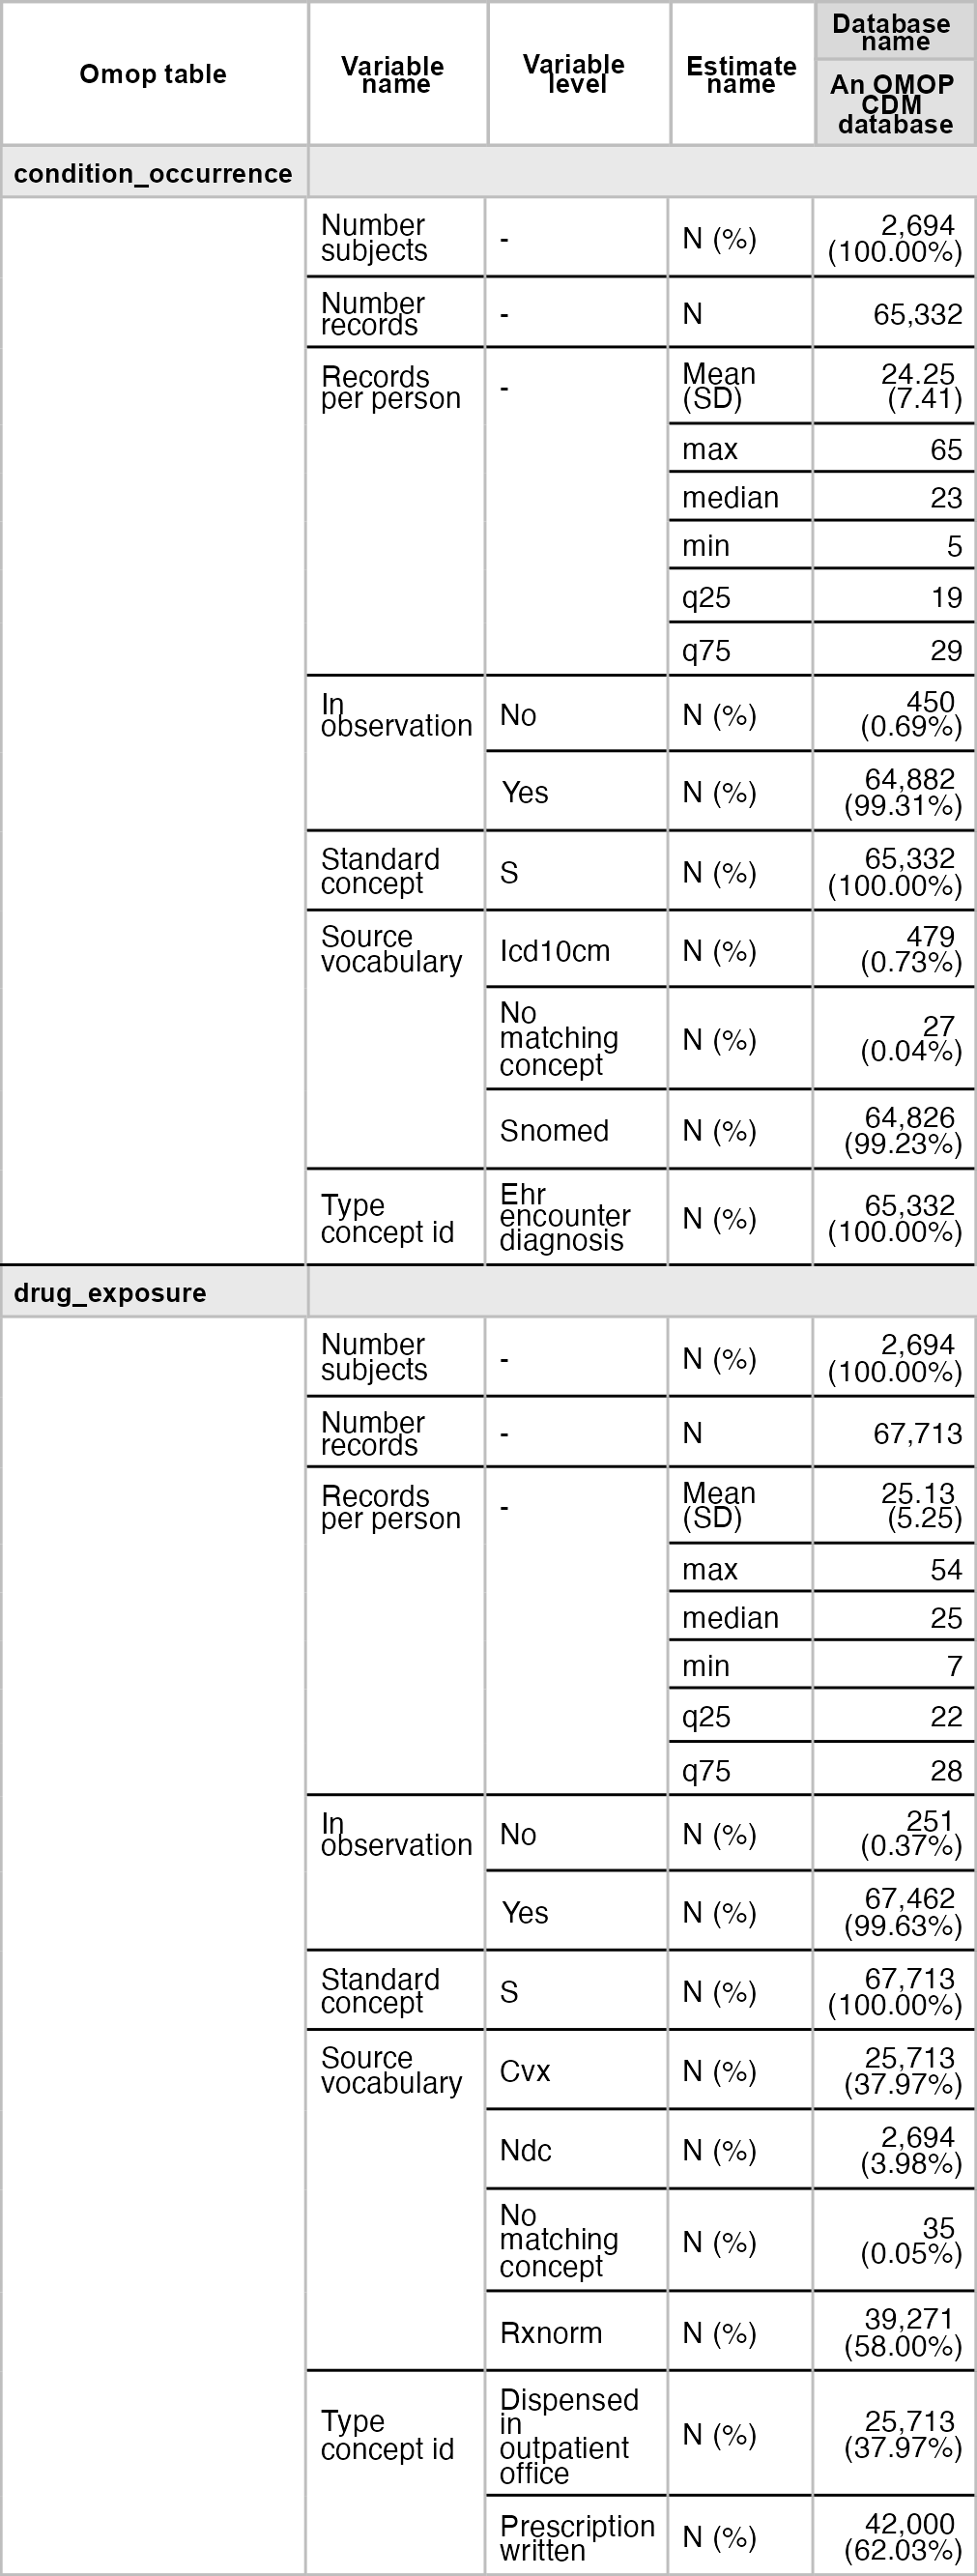 Omop table
Variable
name
Variable
level
Estimate
name
Database
name
An OMOP
CDM
database
condition_occurrence
Number
subjects
-
N (%)
2,694
(100.00%)
Number
records
-
N
65,332
Records
per person
-
Mean
(SD)
24.25
(7.41)
max
65
median
23
min
5
q25
19
q75
29
In
observation
No
N (%)
450
(0.69%)
Yes
N (%)
64,882
(99.31%)
Standard
concept
S
N (%)
65,332
(100.00%)
Source
vocabulary
Icd10cm
N (%)
479
(0.73%)
No
matching
concept
N (%)
27
(0.04%)
Snomed
N (%)
64,826
(99.23%)
Type
concept id
Ehr
encounter
diagnosis
N (%)
65,332
(100.00%)
drug_exposure
Number
subjects
-
N (%)
2,694
(100.00%)
Number
records
-
N
67,713
Records
per person
-
Mean
(SD)
25.13
(5.25)
max
54
median
25
min
7
q25
22
q75
28
In
observation
No
N (%)
251
(0.37%)
Yes
N (%)
67,462
(99.63%)
Standard
concept
S
N (%)
67,713
(100.00%)
Source
vocabulary
Cvx
N (%)
25,713
(37.97%)
Ndc
N (%)
2,694
(3.98%)
No
matching
concept
N (%)
35
(0.05%)
Rxnorm
N (%)
39,271
(58.00%)
Type
concept id
Dispensed
in
outpatient
office
N (%)
25,713
(37.97%)
Prescription
written
N (%)
42,000
(62.03%)